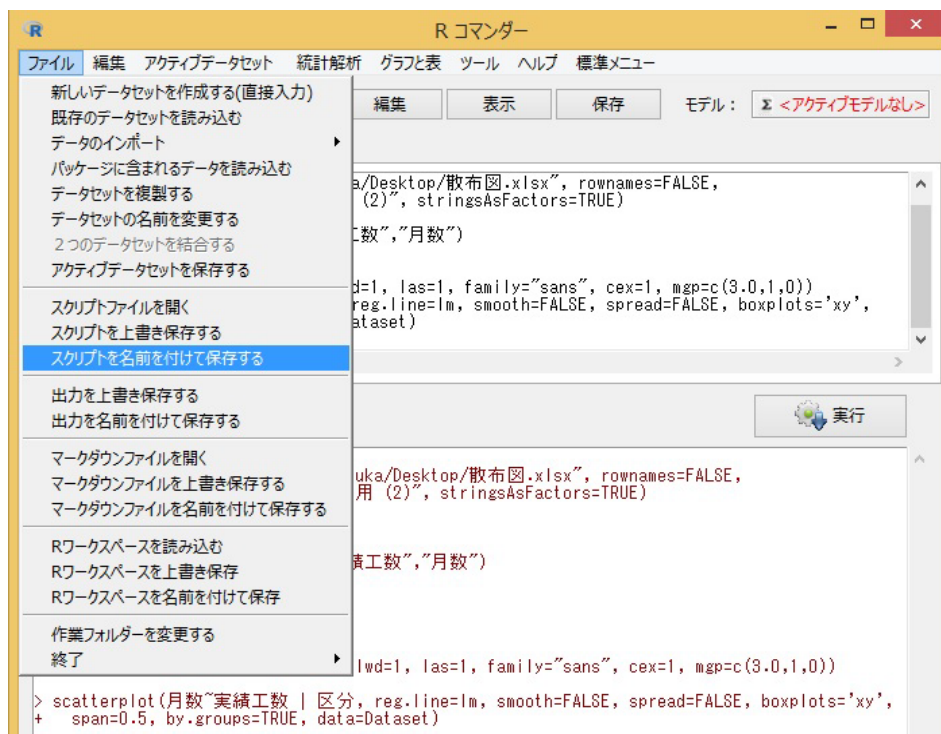 R コマンダー
ファイル 編集 アクティブデータセット 統計解析 グラフと表 ツール ヘルプ 標準メニュー
新しいデータセットを作成する(直接入力)
既存のデータセットを読み込む
データのインポート
パッケージに含まれるデータを読み込む
データセットを複製する
データセットの名前を変更する
2つのデータセットを結合する
アクティブデータセットを保存する
スクリプトファイルを開く
スクリプトを上書き保存する
スクリプトを名前を付けて保存する
出力を上書き保存する
出力を名前を付けて保存する
マークダウンファイルを開く
マークダウンファイルを上書き保存する
マークダウンファイルを名前を付けて保存する
Rワークスペースを読み込む
Rワークスペースを上書き保存
Rワークスペースを名前を付けて保存
作業フォルダーを変更する
終了
編集 表示 保存 モデル: Σ <アクティブモデルなし>
a/Desktop/散布図.xlsx", rownames=FALSE,
(2)", stringsAsFactors=TRUE)
数","月数")
d=1, las=1, family="sans", cex=1, mgp=c(3.0,1,0))
reg.line=lm, smooth=FALSE, spread=FALSE, boxplots='xy',
ataset)
実行
uka/Desktop/散布図.xlsx", rownames=FALSE,
用 (2)", stringsAsFactors=TRUE)
工数","月数")
lwd=1, las=1, family="sans", cex=1, mgp=c(3.0,1,0))
> scatterplot(月数~実績工数 | 区分, reg.line=lm, smooth=FALSE, spread=FALSE, boxplots='xy',
+ span=0.5, by.groups=TRUE, data=Dataset)